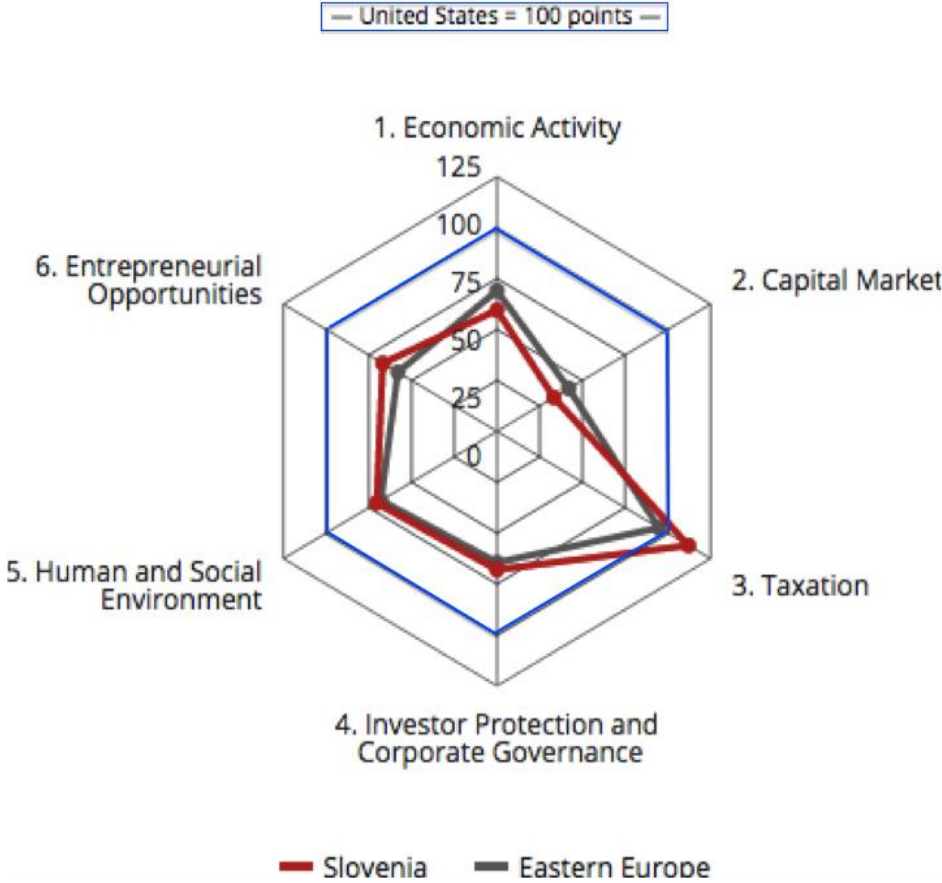 — United States = 100 points —
1. Economic Activity
125
100
75
50
25
0
6. Entrepreneurial
Opportunities
2. Capital Market
5. Human and Social
Environment
3. Taxation
4. Investor Protection and
Corporate Governance
Slovenia
Eastern Europe